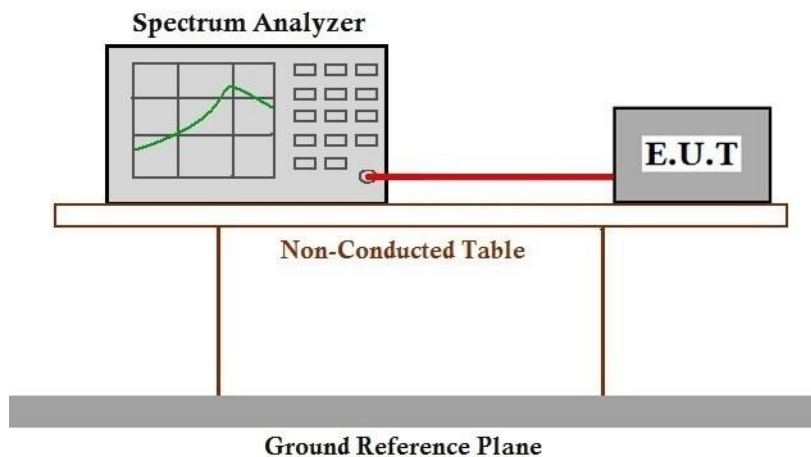 Spectrum Analyzer
E.U.T
Non-Conducted Table
Ground Reference Plane